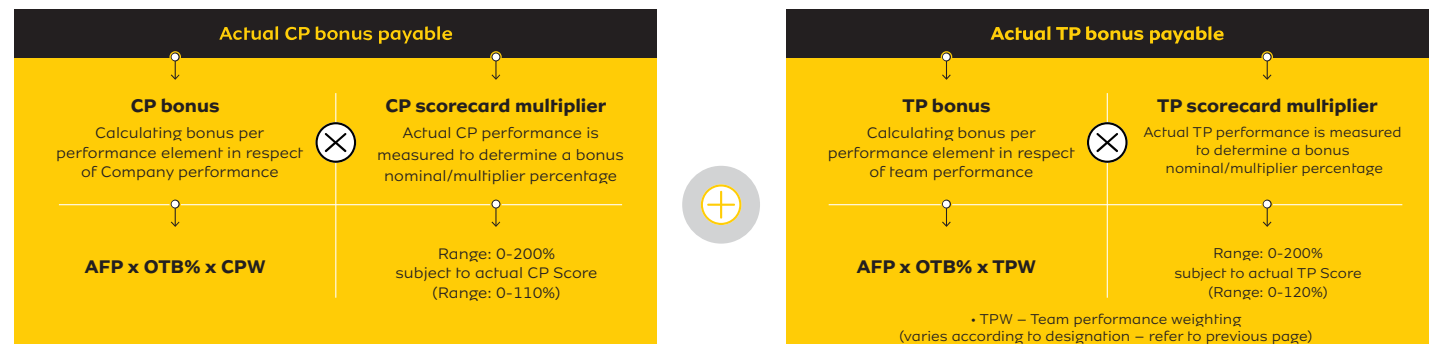 Actual CP bonus payable
CP bonus
Calculating bonus per
performance element in respect
of Company performance
CP scorecard multiplier
Actual CP performance is
measured to determine a bonus
nominal/multiplier percentage
AFP x OTB% x CPW
Range: 0-200%
subject to actual CP Score
(Range: 0-110%)
Actual TP bonus payable
TP bonus
Calculating bonus per
performance element in respect
of team performance
TP scorecard multiplier
Actual TP performance is measured
to determine a bonus
nominal/multiplier percentage
AFP x OTB% x TPW
Range: 0-200%
subject to actual TP Score
(Range: 0-120%)
• TPW – Team performance weighting
(varies according to designation – refer to previous page)